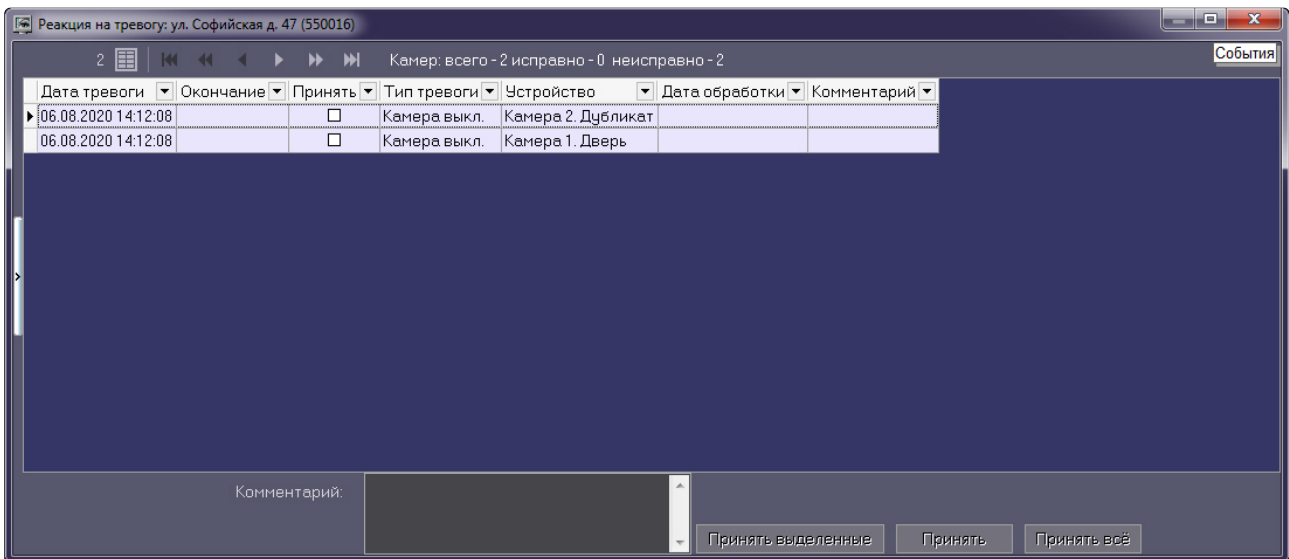 Реакция на тревогу: ул. Софийская д. 47 (550016)
2 Камер: всего - 2 исправно - 0 неисправно - 2 События
Дата тревоги Окончание Принять Тип тревоги Устройство Дата обработки Комментарий
06.08.2020 14:12:08 Камера выкл. Камера 2. Дубликат
06.08.2020 14:12:08 Камера выкл. Камера 1. Дверь
Комментарий:
Принять выделенные Принять Принять всё